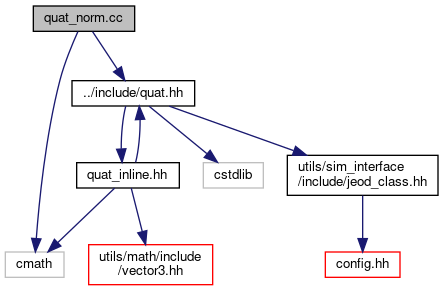 quat_norm.cc
../include/quat.hh
quat_inline.hh
cstdlib
utils/sim_interface
/include/jeod_class.hh
cmath
utils/math/include
/vector3.hh
config.hh